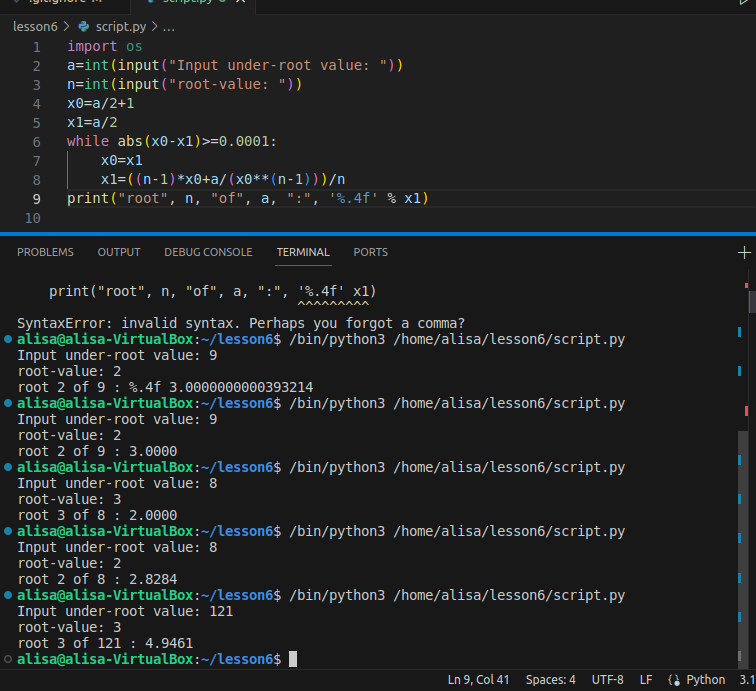 .gitignore M script.py U X
lesson6 > script.py > ...
1 import os
2 a=int(input("Input under-root value: "))
3 n=int(input("root-value: "))
4 x0=a/2+1
5 x1=a/2
6 while abs(x0-x1)>=0.0001:
7     x0=x1
8     x1=((n-1)*x0+a/(x0**(n-1)))/n
9 print("root", n, "of", a, ":", '%.4f' % x1)
10
PROBLEMS OUTPUT DEBUG CONSOLE TERMINAL PORTS
    print("root", n, "of", a, ":", '%.4f' x1)
                                   ^^^^^^^^^
SyntaxError: invalid syntax. Perhaps you forgot a comma?
alisa@alisa-VirtualBox:~/lesson6$ /bin/python3 /home/alisa/lesson6/script.py
Input under-root value: 9
root-value: 2
root 2 of 9 : %.4f 3.0000000000393214
alisa@alisa-VirtualBox:~/lesson6$ /bin/python3 /home/alisa/lesson6/script.py
Input under-root value: 9
root-value: 2
root 2 of 9 : 3.0000
alisa@alisa-VirtualBox:~/lesson6$ /bin/python3 /home/alisa/lesson6/script.py
Input under-root value: 8
root-value: 3
root 3 of 8 : 2.0000
alisa@alisa-VirtualBox:~/lesson6$ /bin/python3 /home/alisa/lesson6/script.py
Input under-root value: 8
root-value: 2
root 2 of 8 : 2.8284
alisa@alisa-VirtualBox:~/lesson6$ /bin/python3 /home/alisa/lesson6/script.py
Input under-root value: 121
root-value: 3
root 3 of 121 : 4.9461
alisa@alisa-VirtualBox:~/lesson6$
Ln 9, Col 41 Spaces: 4 UTF-8 LF Python 3.1